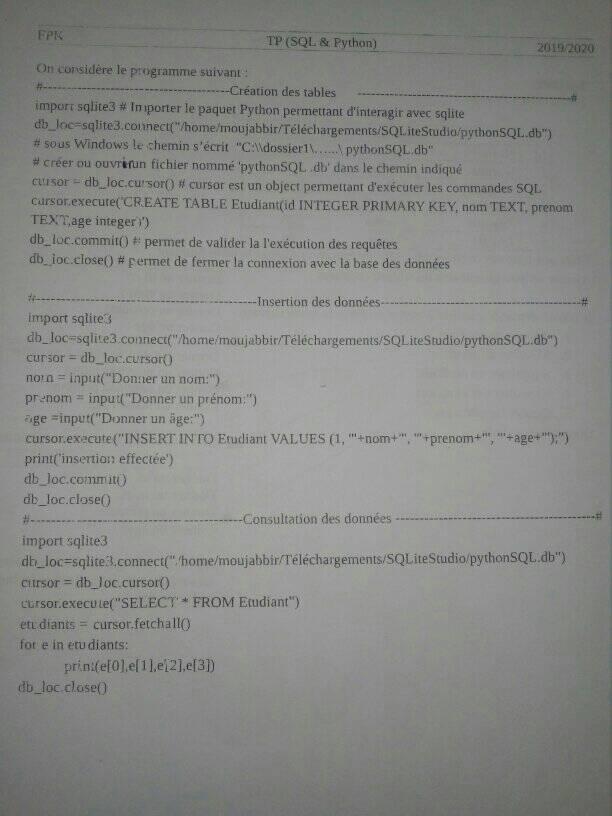 FPK
TP (SQL & Python)
2019/2020
On considère le programme suivant :
#--------------------------------------Création des tables -------------------------------------------#
import sqlite3 # Importer le paquet Python permettant d'interagir avec sqlite
db_loc=sqlite3.connect("/home/moujabbir/Téléchargements/SQLiteStudio/pythonSQL.db")
# sous Windows le chemin s'écrit "C:\\dossier1\......\ pythonSQL.db"
# créer ou ouvrir un fichier nommé 'pythonSQL .db' dans le chemin indiqué
cursor = db_loc.cursor() # cursor est un object permettant d'exécuter les commandes SQL
cursor.execute('CREATE TABLE Etudiant(id INTEGER PRIMARY KEY, nom TEXT, prenom
TEXT,age integer)')
db_loc.commit() # permet de valider la l'exécution des requêtes
db_loc.close() # permet de fermer la connexion avec la base des données
#---------------------------------------------Insertion des données-----------------------------------------#
import sqlite3
db_loc=sqlite3.connect("/home/moujabbir/Téléchargements/SQLiteStudio/pythonSQL.db")
cursor = db_loc.cursor()
nom = input("Donner un nom:")
prenom = input("Donner un prénom:")
age =input("Donner un âge:")
cursor.execute("INSERT INTO Etudiant VALUES (1, '"+nom+"', '"+prenom+"', '"+age+"');")
print('insertion effectée')
db_loc.commit()
db_loc.close()
#-------------------------------------------Consultation des données -----------------------------------------#
import sqlite3
db_loc=sqlite3.connect("/home/moujabbir/Téléchargements/SQLiteStudio/pythonSQL.db")
cursor = db_loc.cursor()
cursor.execute("SELECT * FROM Etudiant")
etudiants = cursor.fetchall()
for e in etudiants:
print(e[0],e[1],e[2],e[3])
db_loc.close()